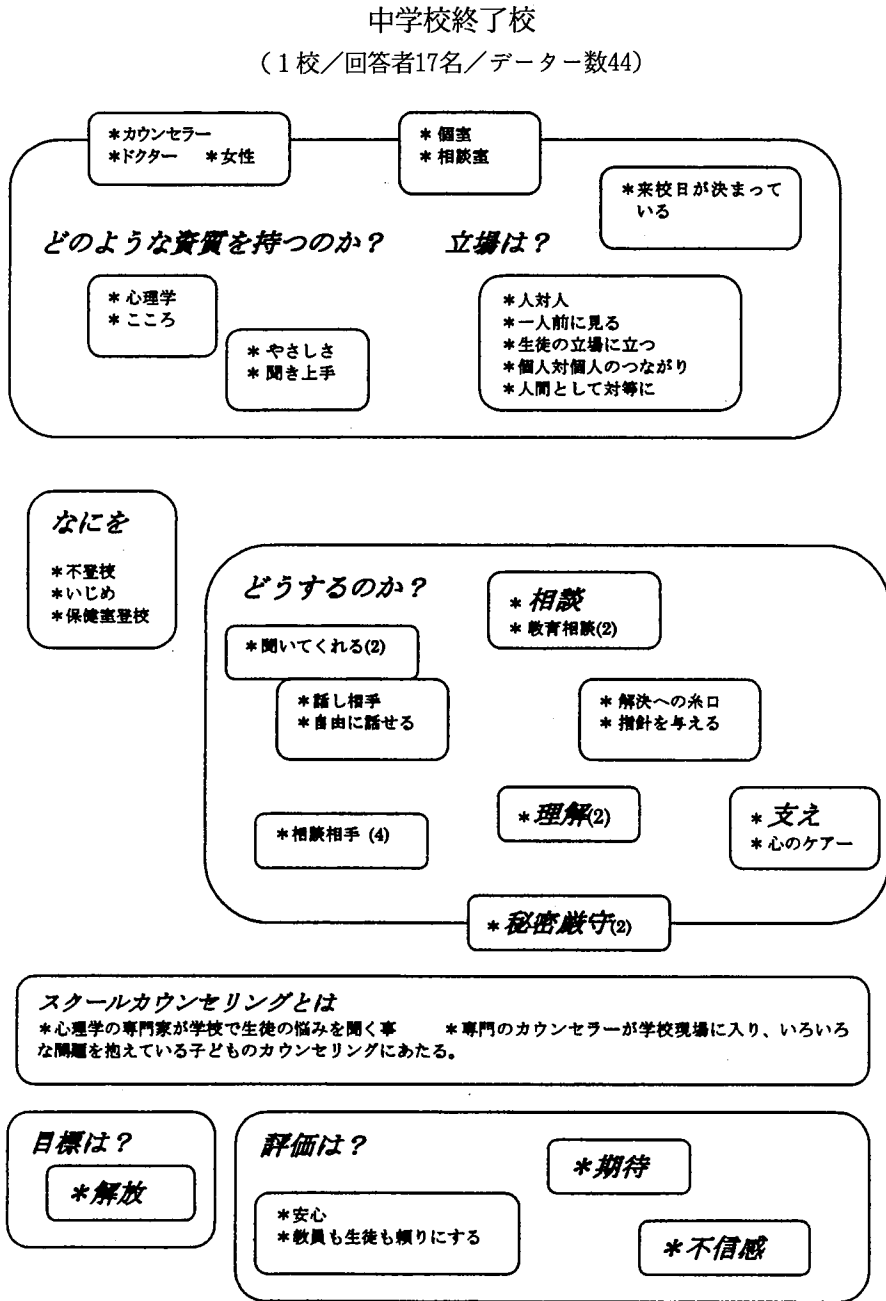 中学校終了校
(1校/回答者17名/データー数44)
*カウンセラー
*ドクター *女性
*個室
*相談室
*来校日が決まって
いる
どのような資質を持つのか?
立場は?
*心理学
*こころ
*やさしさ
*聞き上手
*人対人
*一人前に見る
*生徒の立場に立つ
*個人対個人のつながり
*人間として対等に
なにを
*不登校
*いじめ
*保健室登校
どうするのか?
*相談
*教育相談(2)
*聞いてくれる(2)
*話し相手
*自由に話せる
*解決への糸口
*指針を与える
*相談相手 (4)
*理解(2)
*支え
*心のケアー
*秘密厳守(2)
スクールカウンセリングとは
*心理学の専門家が学校で生徒の悩みを聞く事 *専門のカウンセラーが学校現場に入り、いろいろ
な問題を抱えている子どものカウンセリングにあたる。
目標は?
*解放
評価は?
*期待
*安心
*教員も生徒も頼りにする
*不信感